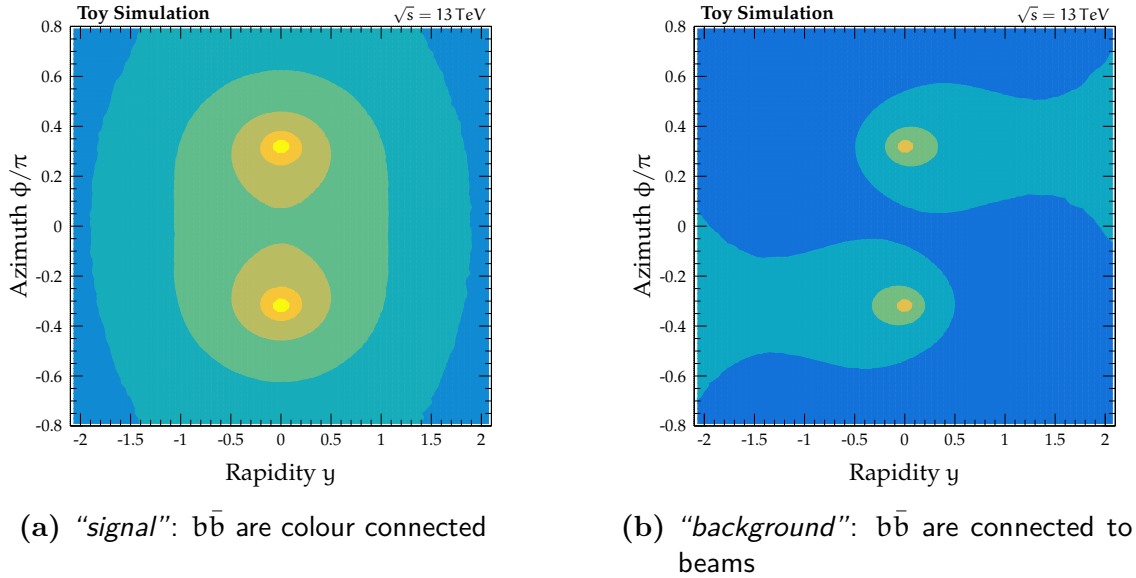 Toy Simulation √s = 13 TeV
Azimuth ϕ/π
0.8
0.6
0.4
0.2
0
-0.2
-0.4
-0.6
-0.8
-2 -1.5 -1 -0.5 0 0.5 1 1.5 2
Rapidity y
(a) “signal”: bb̄ are colour connected
Toy Simulation √s = 13 TeV
Azimuth ϕ/π
0.8
0.6
0.4
0.2
0
-0.2
-0.4
-0.6
-0.8
-2 -1.5 -1 -0.5 0 0.5 1 1.5 2
Rapidity y
(b) “background”: bb̄ are connected to
beams